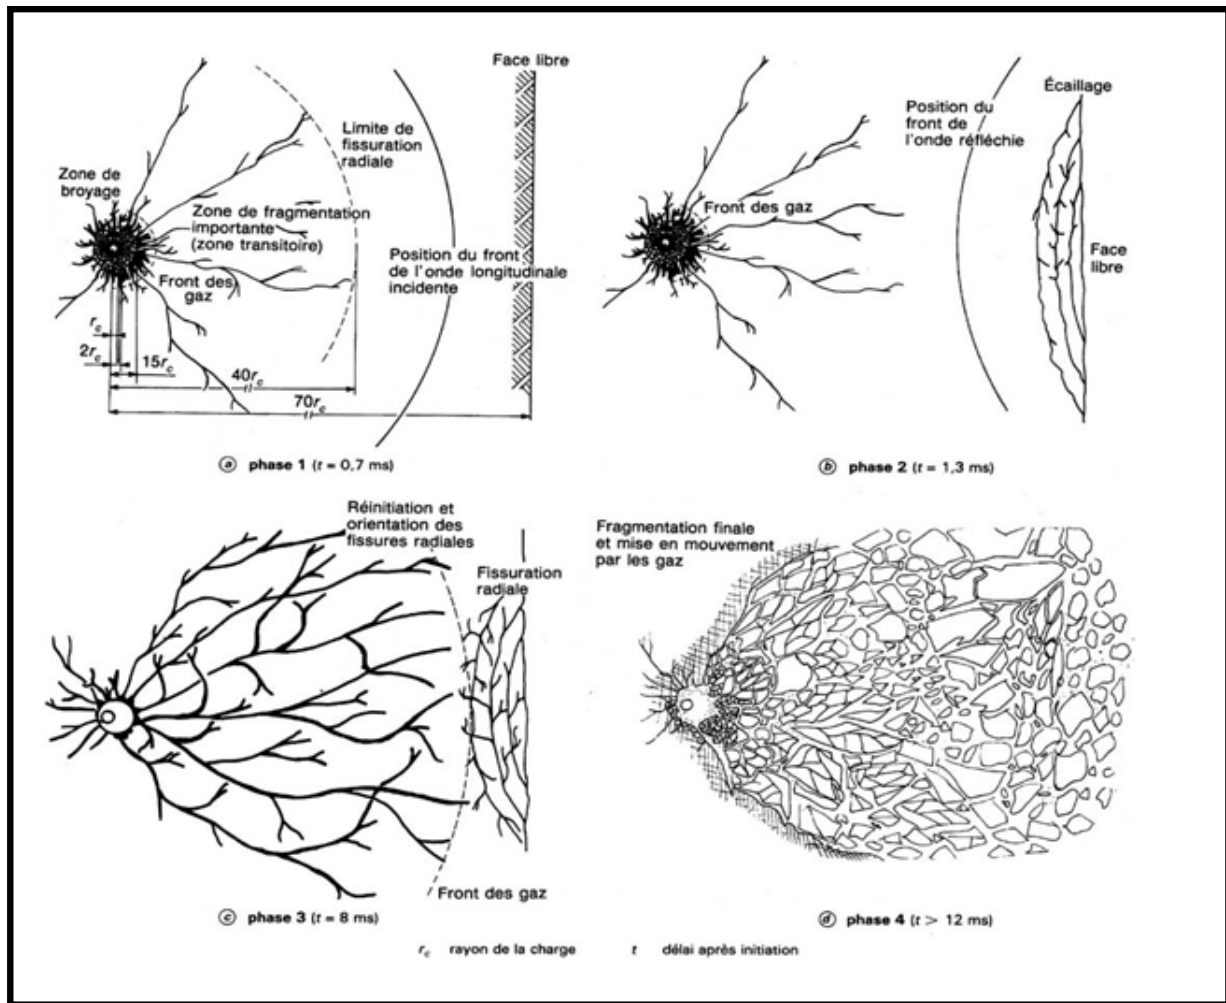 Face libre
Limite de
fissuration
radiale
Zone de
broyage
Zone de fragmentation
importante
(zone transitoire)
Position du front
de l'onde longitudinale
incidente
Front des
gaz
r_c
2r_c
15r_c
40r_c
70r_c
a phase 1 (t = 0,7 ms)
Écaillage
Position du
front de
l'onde réfléchie
Front des gaz
Face
libre
b phase 2 (t = 1,3 ms)
Réinitiation et
orientation des
fissures radiales
Fissuration
radiale
Front des gaz
c phase 3 (t = 8 ms)
Fragmentation finale
et mise en mouvement
par les gaz
d phase 4 (t > 12 ms)
r_c rayon de la charge t délai après initiation